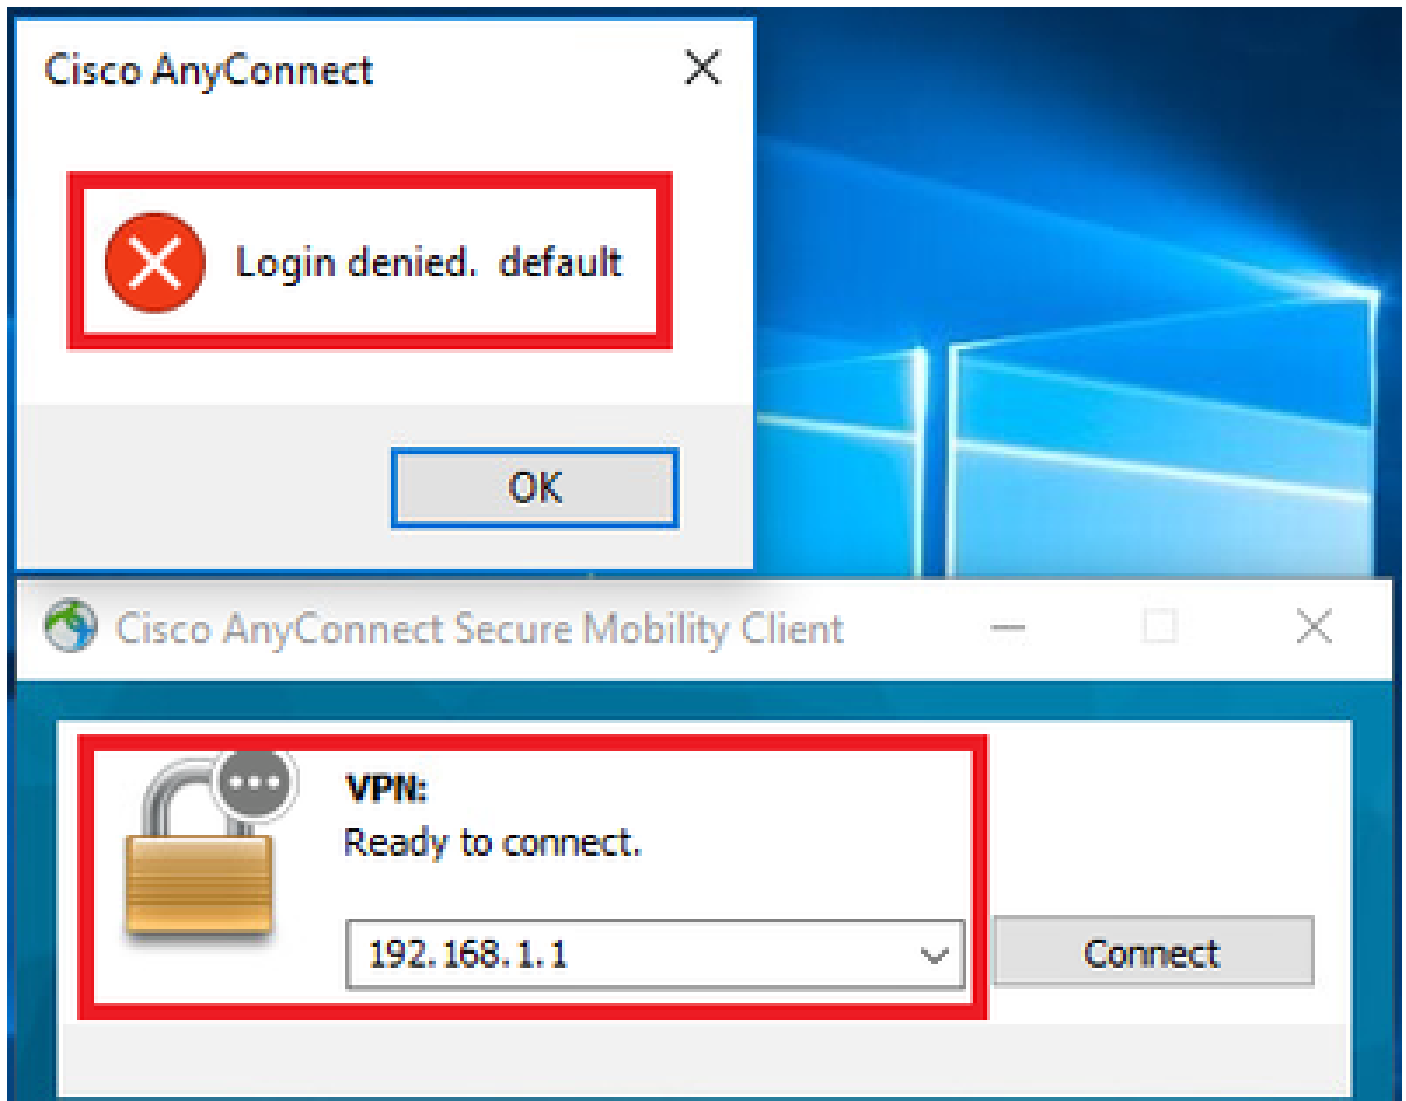 Cisco AnyConnect
Login denied.  default
OK
Cisco AnyConnect Secure Mobility Client
VPN:
Ready to connect.
192.168.1.1
Connect